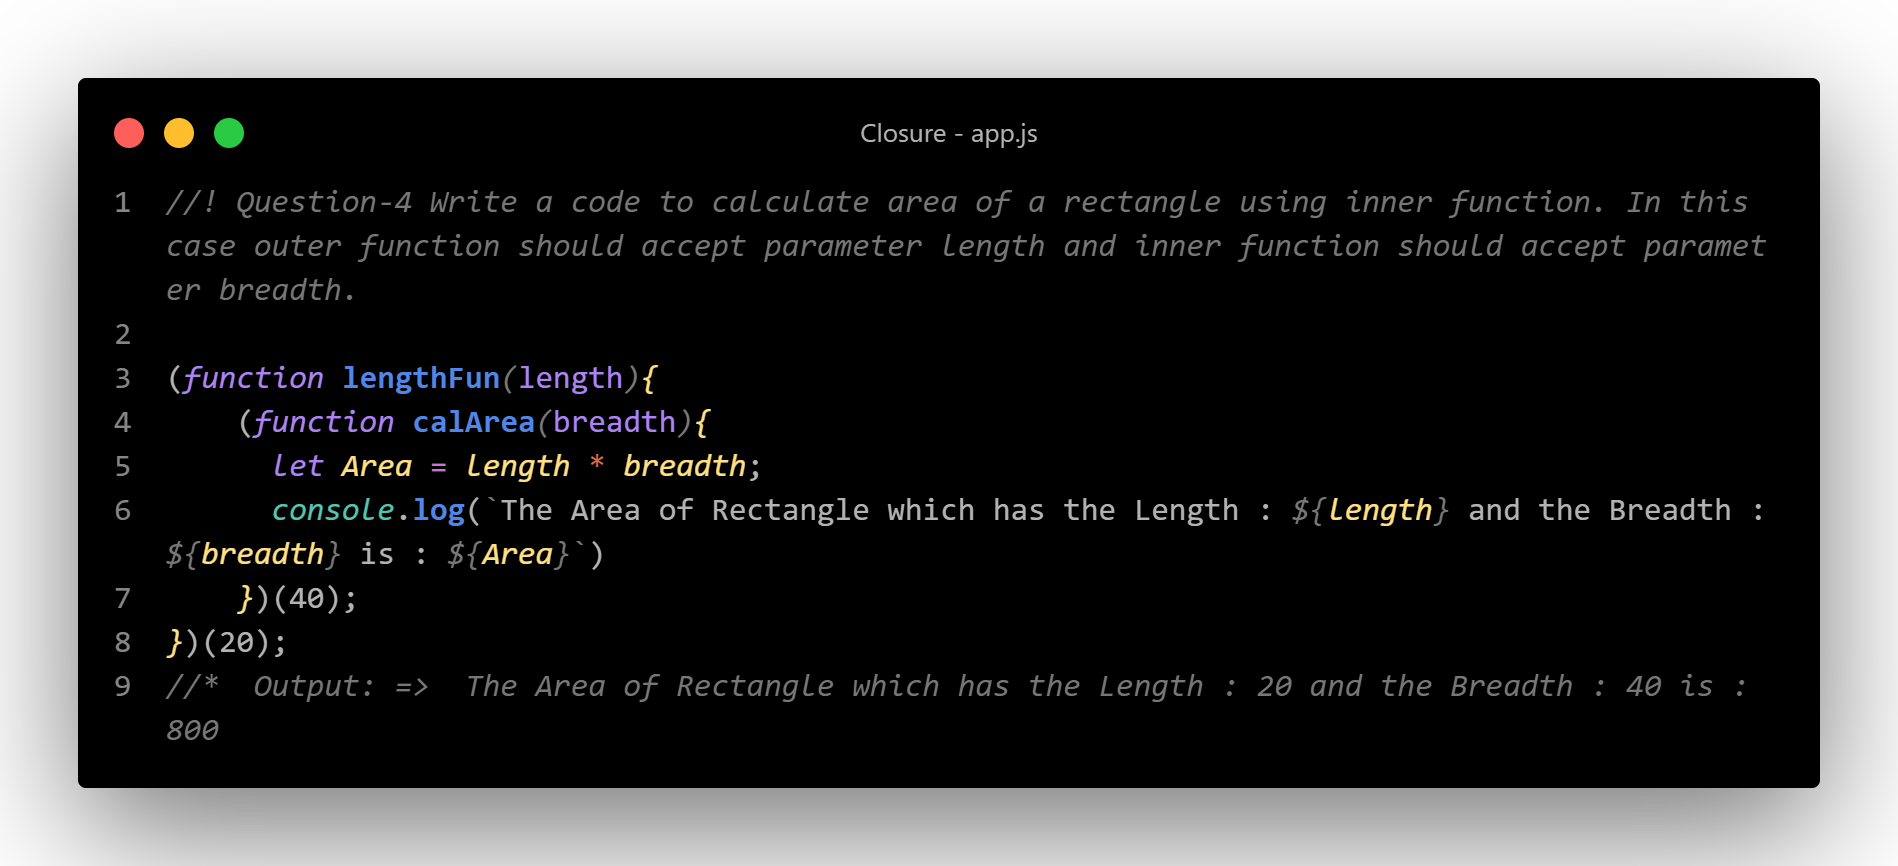 Closure - app.js
1 //! Question-4 Write a code to calculate area of a rectangle using inner function. In this
case outer function should accept parameter length and inner function should accept paramet
er breadth.
2
3 (function lengthFun(length){
4     (function calArea(breadth){
5       let Area = length * breadth;
6       console.log(`The Area of Rectangle which has the Length : ${length} and the Breadth :
${breadth} is : ${Area}`)
7     })(40);
8 })(20);
9 //*  Output: =>  The Area of Rectangle which has the Length : 20 and the Breadth : 40 is :
800